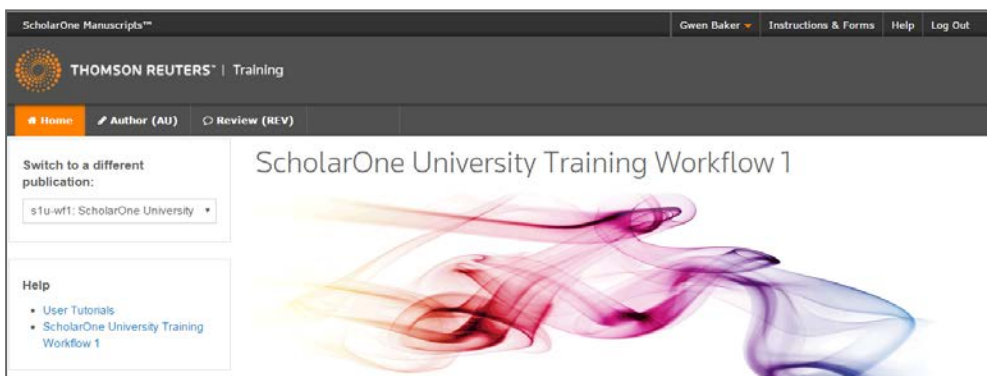 ScholarOne Manuscripts™
Gwen Baker Instructions & Forms Help Log Out
THOMSON REUTERS™ | Training
Home Author (AU) Review (REV)
Switch to a different
publication:
s1u-wf1: ScholarOne University
Help
User Tutorials
ScholarOne University Training
Workflow 1
ScholarOne University Training Workflow 1